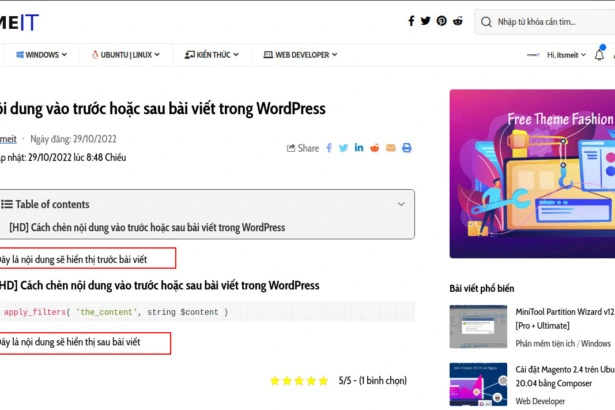 MEIT
Nhập từ khóa cần tìm...
WINDOWS
UBUNTU | LINUX
KIẾN THỨC
WEB DEVELOPER
Hi, itsmeit
nội dung vào trước hoặc sau bài viết trong WordPress
itsmeit · Ngày đăng: 29/10/2022
nhật: 29/10/2022 lúc 8:48 Chiều
Share
Free Theme Fashion
Table of contents
[HD] Cách chèn nội dung vào trước hoặc sau bài viết trong WordPress
Đây là nội dung sẽ hiển thị trước bài viết
[HD] Cách chèn nội dung vào trước hoặc sau bài viết trong WordPress
apply_filters( 'the_content', string $content )
Đây là nội dung sẽ hiển thị sau bài viết
5/5 - (1 bình chọn)
Bài viết phổ biến
MiniTool Partition Wizard v12
[Pro + Ultimate]
Phần mềm tiện ích / Windows
Cài đặt Magento 2.4 trên Ubu
20.04 bằng Composer
Web Developer